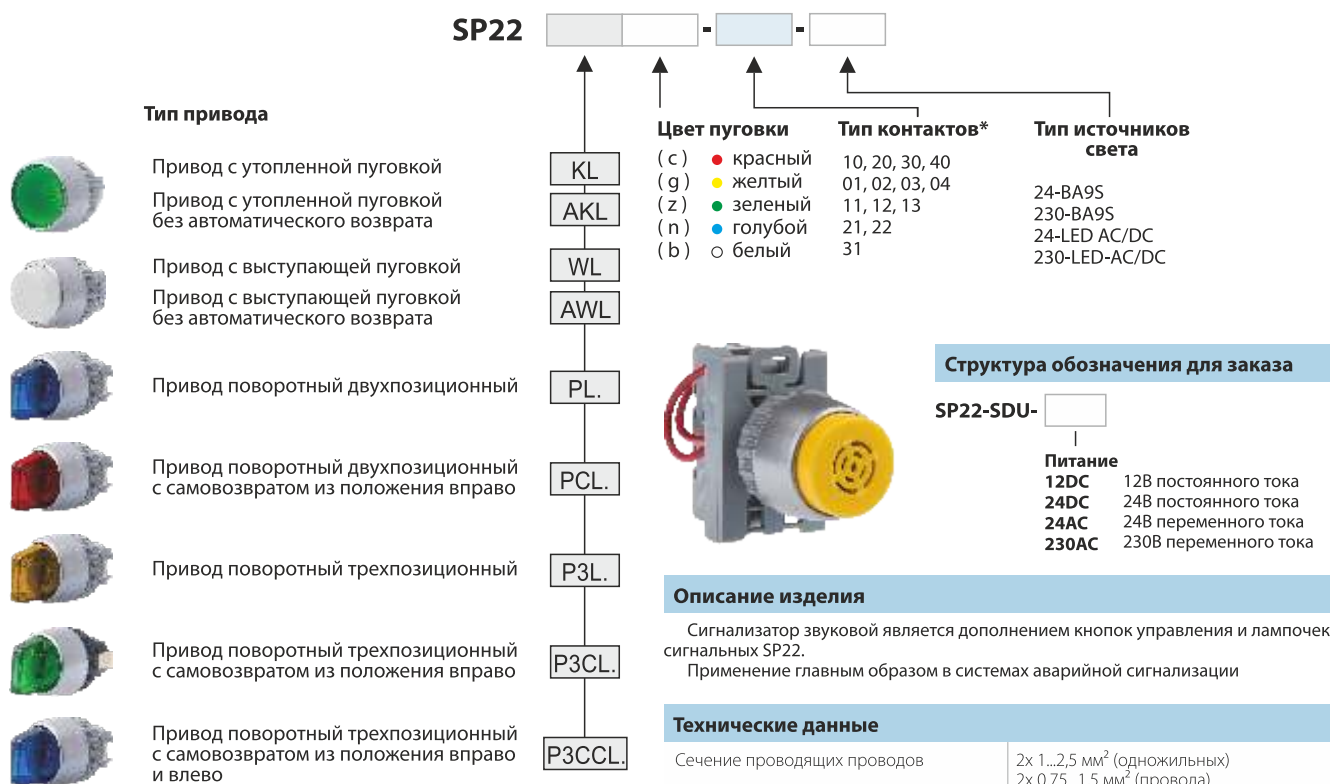 SP22 - -
Тип привода
Привод с утопленной пуговкой
KL
Привод с утопленной пуговкой
без автоматического возврата
AKL
Привод с выступающей пуговкой
WL
Привод с выступающей пуговкой
без автоматического возврата
AWL
Привод поворотный двухпозиционный
PL.
Привод поворотный двухпозиционный
с самовозвратом из положения вправо
PCL.
Привод поворотный трехпозиционный
P3L.
Привод поворотный трехпозиционный
с самовозвратом из положения вправо
P3CL.
Привод поворотный трехпозиционный
с самовозвратом из положения вправо
и влево
P3CCL.
Цвет пуговки
( c ) красный
( g ) желтый
( z ) зеленый
( n ) голубой
( b ) белый
Тип контактов*
10, 20, 30, 40
01, 02, 03, 04
11, 12, 13
21, 22
31
Тип источников
света
24-BA9S
230-BA9S
24-LED AC/DC
230-LED-AC/DC
Структура обозначения для заказа
SP22-SDU-
Питание
12DC 12В постоянного тока
24DC 24В постоянного тока
24AC 24В переменного тока
230AC 230В переменного тока
Описание изделия
Сигнализатор звуковой является дополнением кнопок управления и лампочек
сигнальных SP22.
Применение главным образом в системах аварийной сигнализации
Технические данные
Сечение проводящих проводов
2x 1...2,5 мм² (одножильных)
2x 0,75...1,5 мм² (провода)